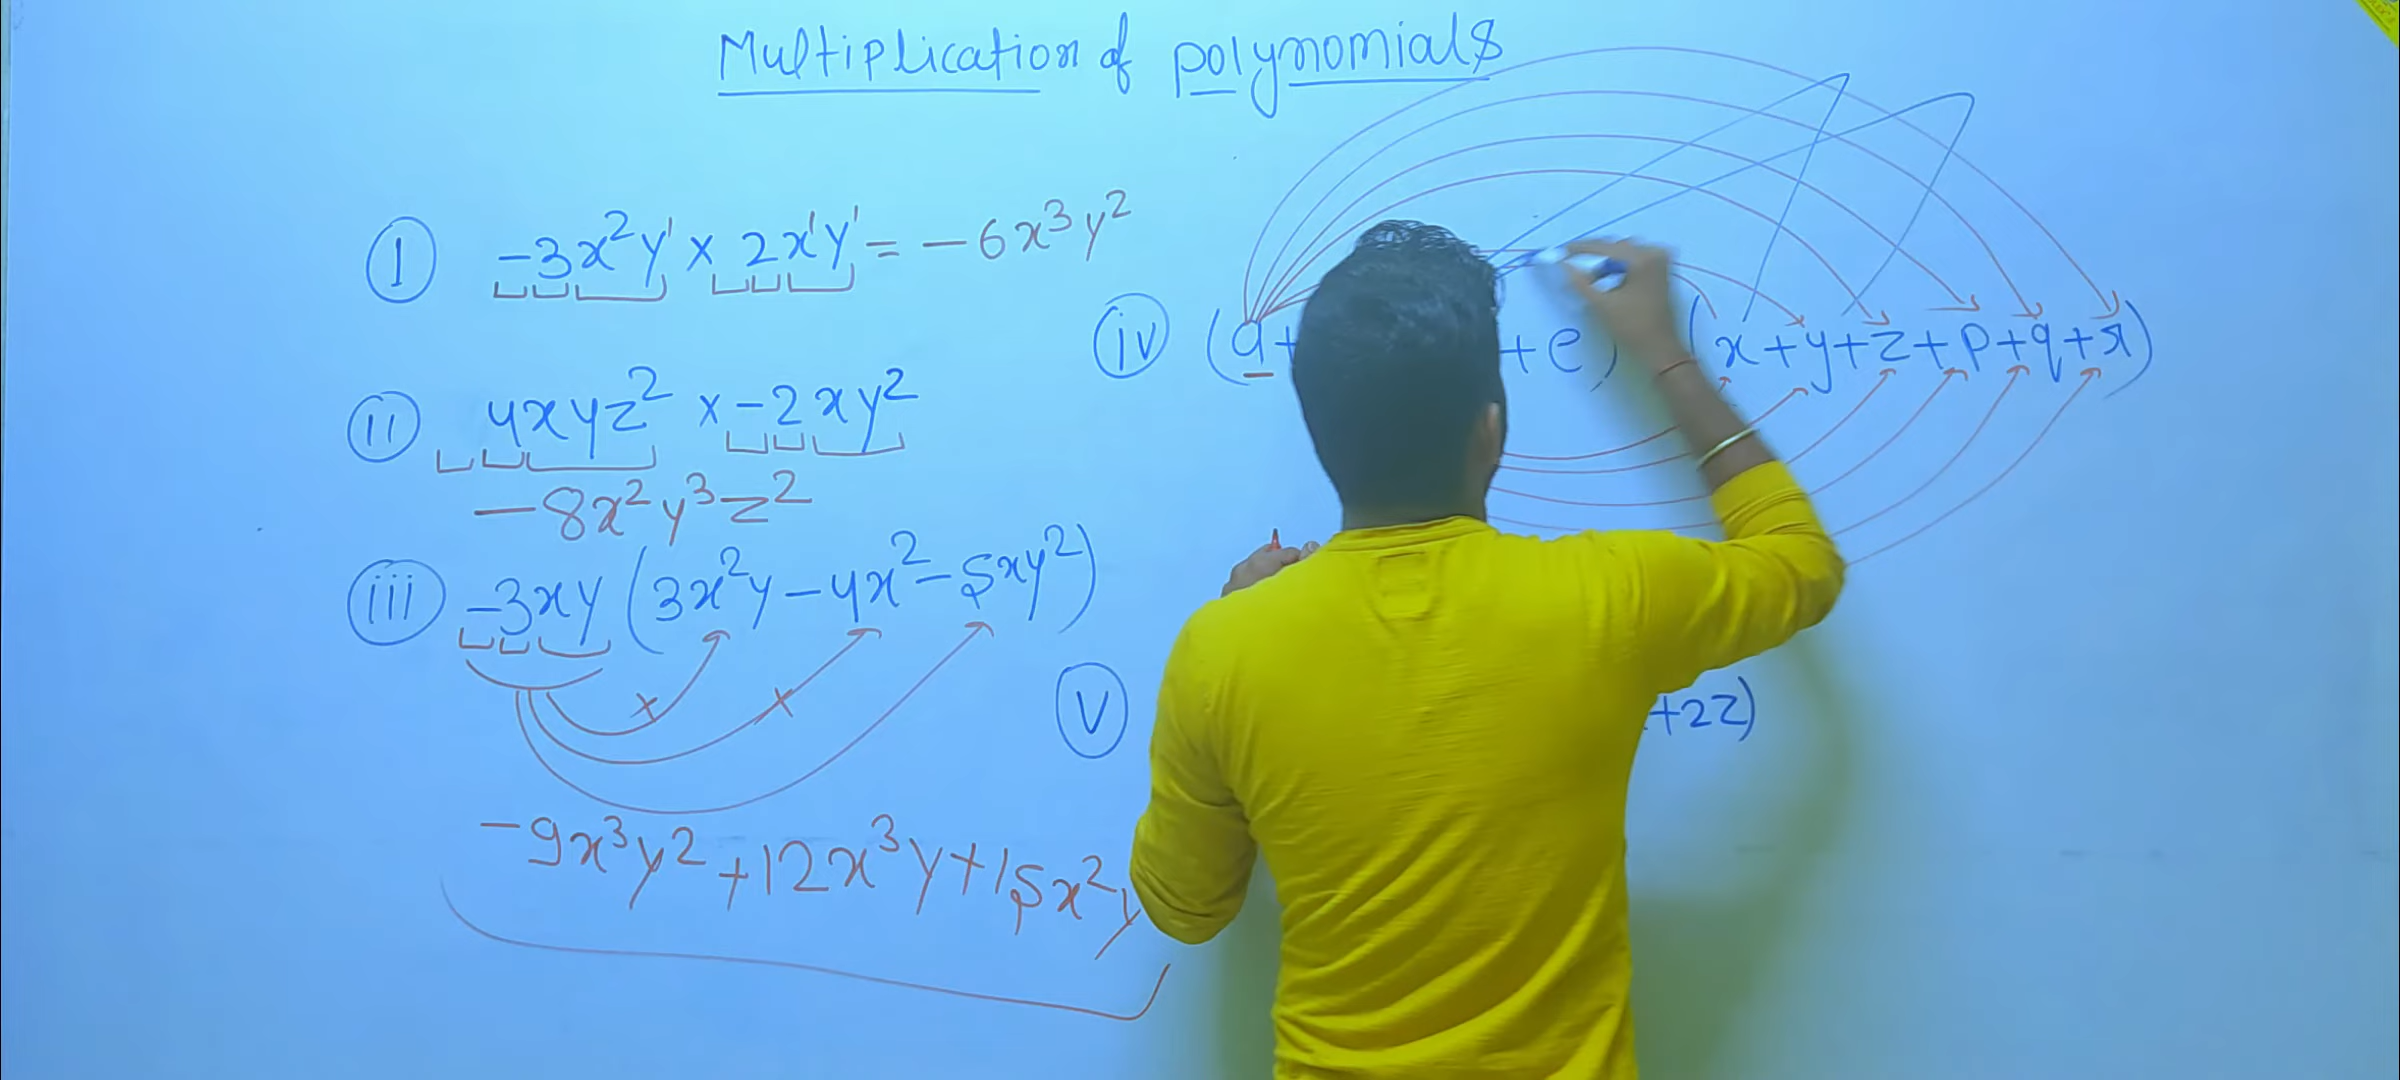 Multiplication of polynomials
(I) -3x²y¹ × 2x¹y¹ = -6x³y²
(ii) 4xyz² × -2xy²
-8x²y³z²
(iii) -3xy (3x²y - 4x² - 5xy²)
-9x³y² + 12x³y + 15x²y
(iv) (a+ +e) (x+y+z+p+q+r)
(V) +2z)